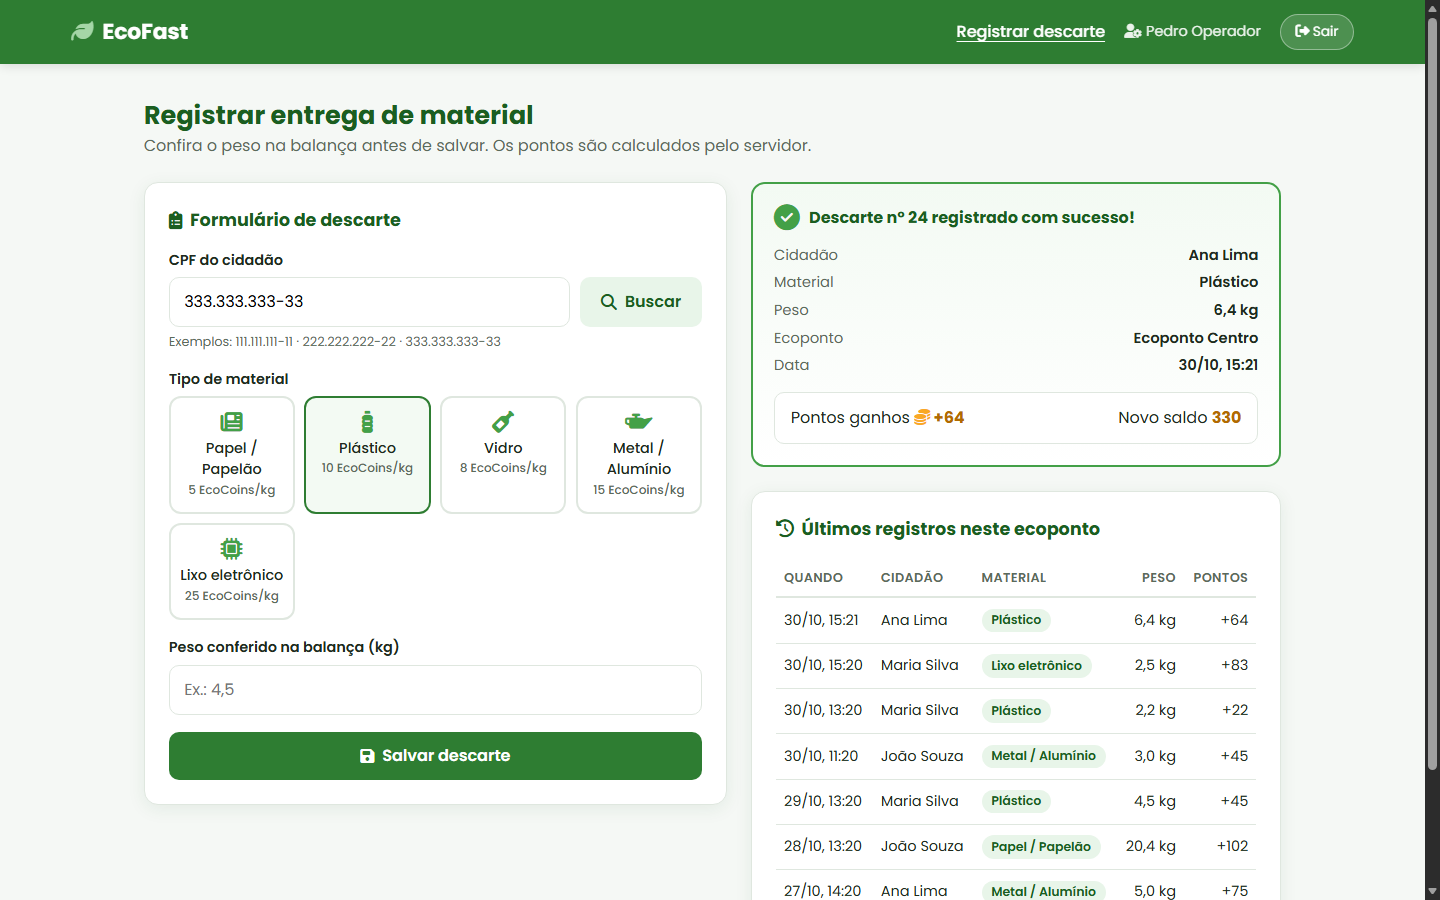 EcoFast
Registrar descarte
Pedro Operador
Sair
Registrar entrega de material
Confira o peso na balança antes de salvar. Os pontos são calculados pelo servidor.
Formulário de descarte
CPF do cidadão
333.333.333-33
Buscar
Exemplos: 111.111.111-11 · 222.222.222-22 · 333.333.333-33
Tipo de material
Papel /
Papelão
5 EcoCoins/kg
Plástico
10 EcoCoins/kg
Vidro
8 EcoCoins/kg
Metal /
Alumínio
15 EcoCoins/kg
Lixo eletrônico
25 EcoCoins/kg
Peso conferido na balança (kg)
Ex.: 4,5
Salvar descarte
Descarte nº 24 registrado com sucesso!
Cidadão Ana Lima
Material Plástico
Peso 6,4 kg
Ecoponto Ecoponto Centro
Data 30/10, 15:21
Pontos ganhos +64 Novo saldo 330
Últimos registros neste ecoponto
QUANDO CIDADÃO MATERIAL PESO PONTOS
30/10, 15:21 Ana Lima Plástico 6,4 kg +64
30/10, 15:20 Maria Silva Lixo eletrônico 2,5 kg +83
30/10, 13:20 Maria Silva Plástico 2,2 kg +22
30/10, 11:20 João Souza Metal / Alumínio 3,0 kg +45
29/10, 13:20 Maria Silva Plástico 4,5 kg +45
28/10, 13:20 João Souza Papel / Papelão 20,4 kg +102
27/10, 14:20 Ana Lima Metal / Alumínio 5,0 kg +75